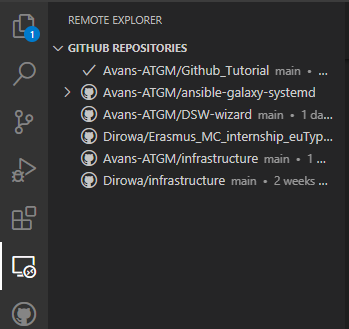 REMOTE EXPLORER
GITHUB REPOSITORIES
Avans-ATGM/Github_Tutorial main • ...
Avans-ATGM/ansible-galaxy-systemd
Avans-ATGM/DSW-wizard main • 1 da...
Dirowa/Erasmus_MC_internship_euTyp...
Avans-ATGM/infrastructure main • 1 ...
Dirowa/infrastructure main • 2 weeks ...
1